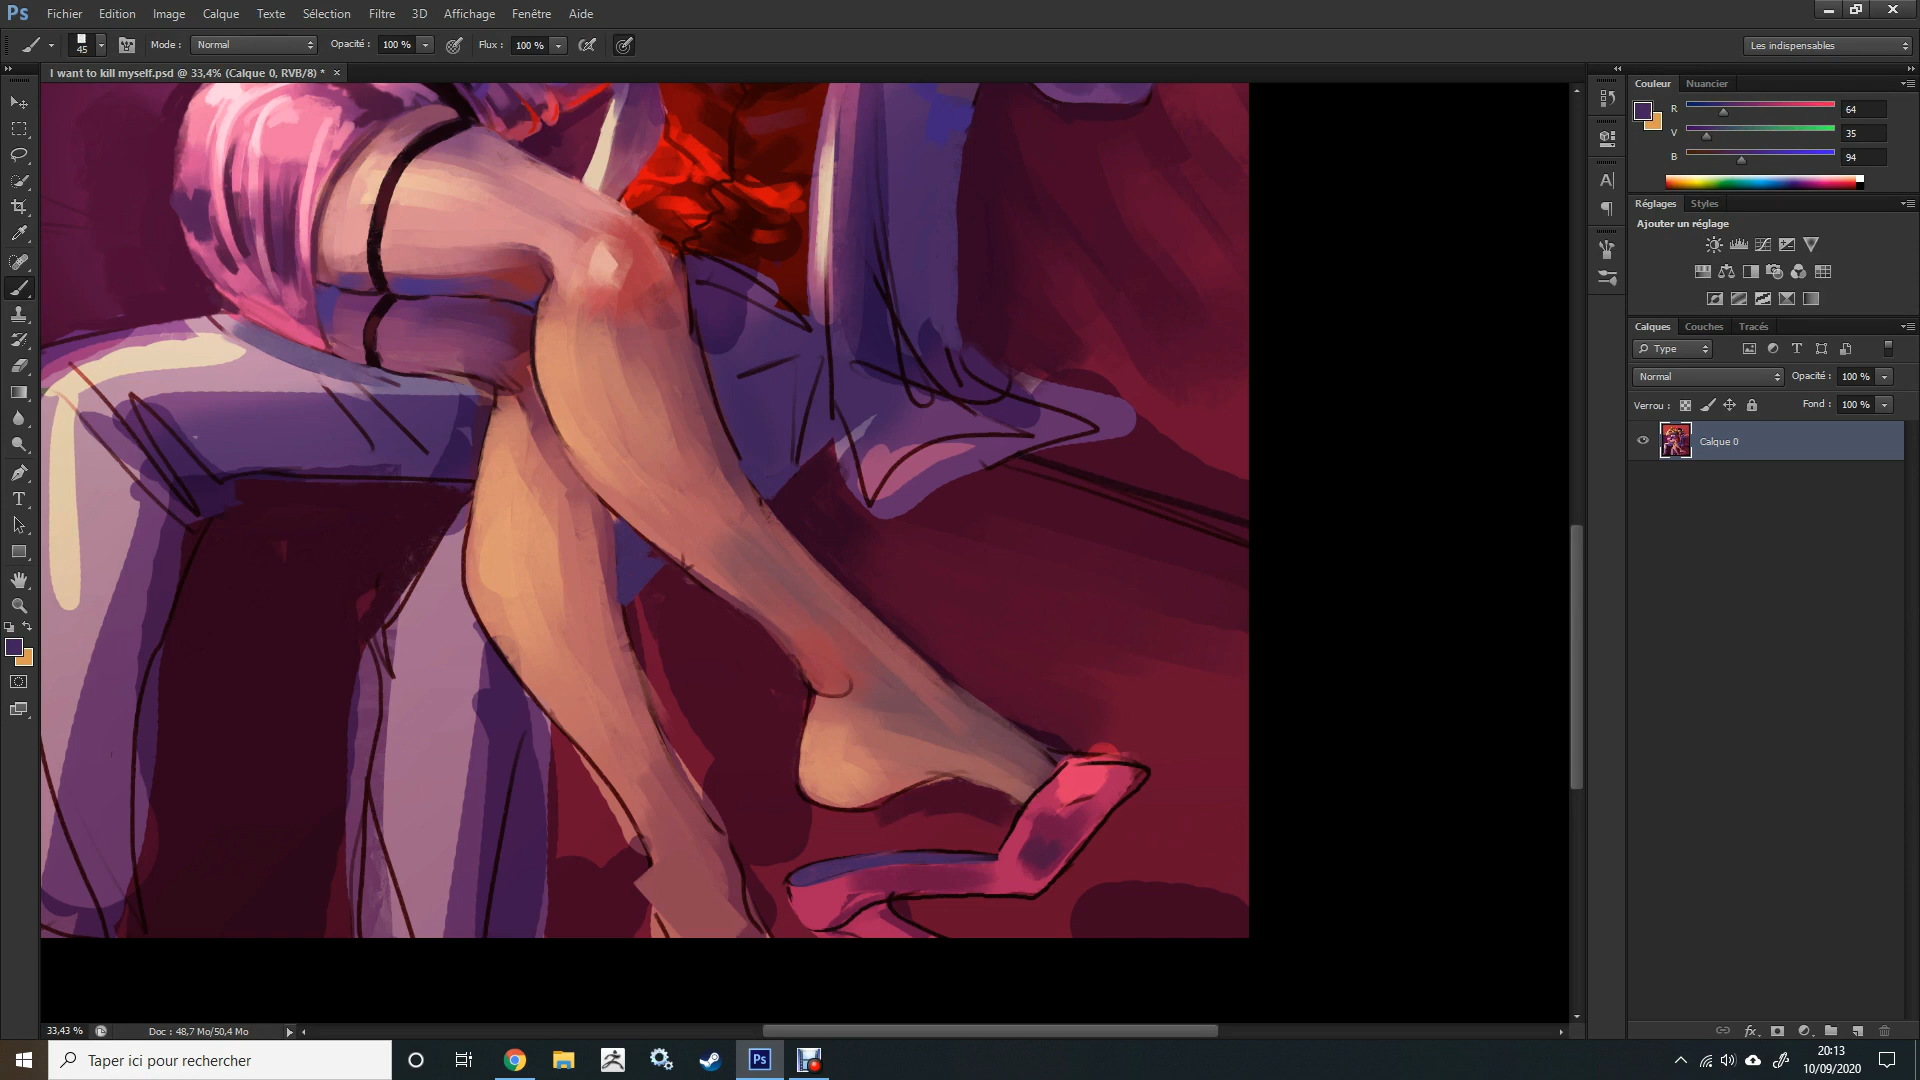 Ps Fichier Edition Image Calque Texte Sélection Filtre 3D Affichage Fenêtre Aide
45 Mode : Normal Opacité : 100 % Flux : 100 % Les indispensables
I want to kill myself.psd @ 33,4% (Calque 0, RVB/8) * ×
Couleur Nuancier
R 64
V 35
B 94
Réglages Styles
Ajouter un réglage
Calques Couches Tracés
Type
Normal Opacité : 100 %
Verrou : Fond : 100 %
Calque 0
33,43 % Doc : 48,7 Mo/50,4 Mo
Taper ici pour rechercher
Ps
20:13
10/09/2020